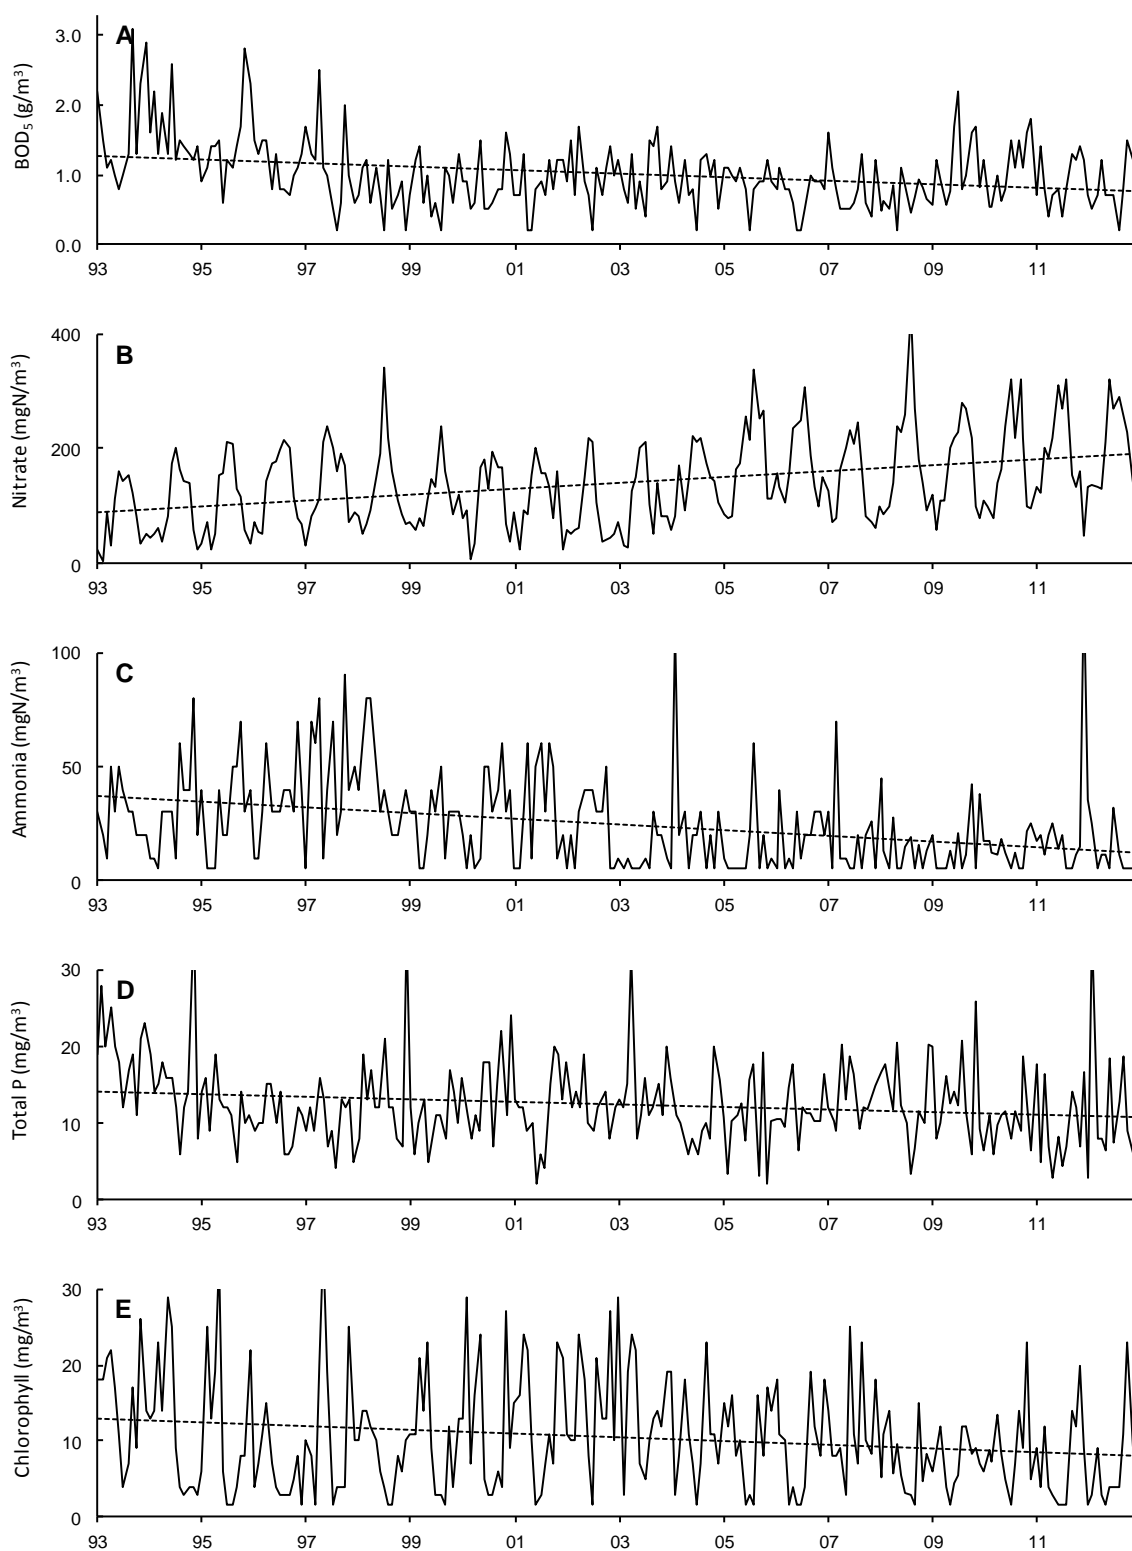 A
BOD₅ (g/m³)
3.0
2.0
1.0
0.0
93 95 97 99 01 03 05 07 09 11
B
Nitrate (mgN/m³)
400
200
0
93 95 97 99 01 03 05 07 09 11
C
Ammonia (mgN/m³)
100
50
0
93 95 97 99 01 03 05 07 09 11
D
Total P (mg/m³)
30
20
10
0
93 95 97 99 01 03 05 07 09 11
E
Chlorophyll (mg/m³)
30
20
10
0
93 95 97 99 01 03 05 07 09 11